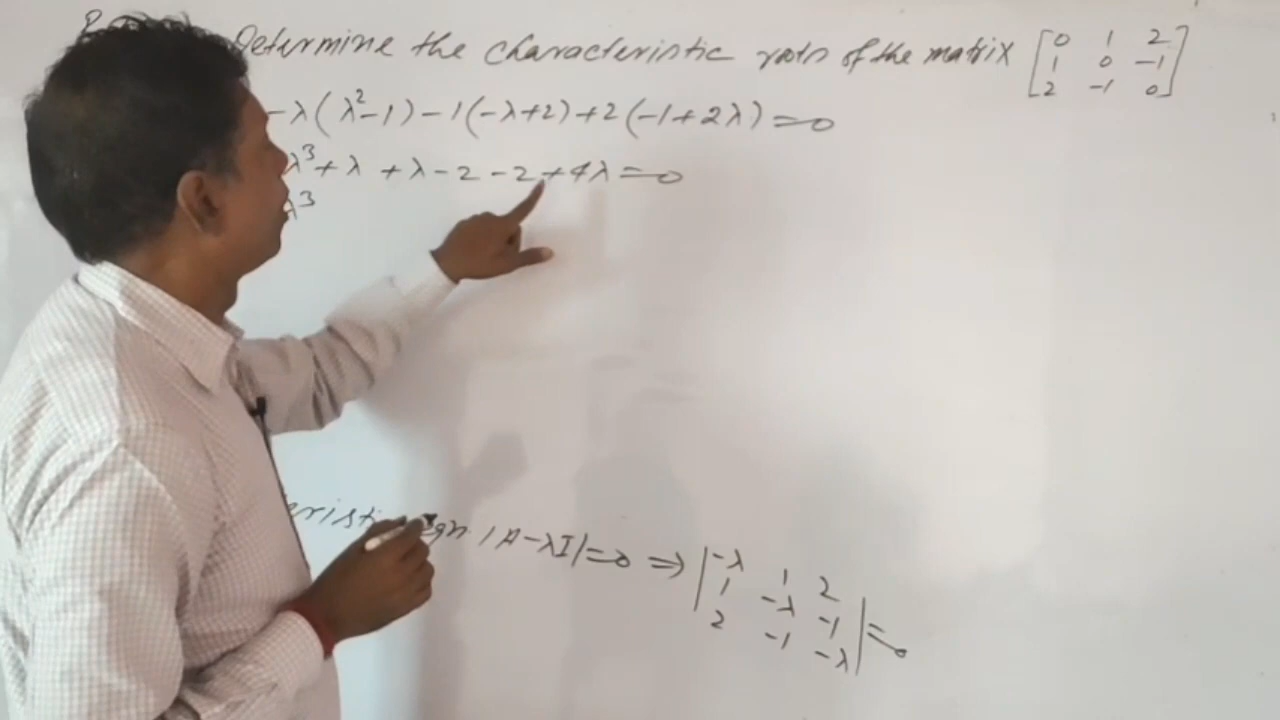 Determine the characteristic roots of the matrix [0 1 2
1 0 -1
2 -1 0]
-λ(λ²-1)-1(-λ+2)+2(-1+2λ)=0
λ³+λ+λ-2-2+4λ=0
λ³
eristic eqn. |A-λI|=0 ⇒ |-λ 1 2
1 -λ -1
2 -1 -λ|=0